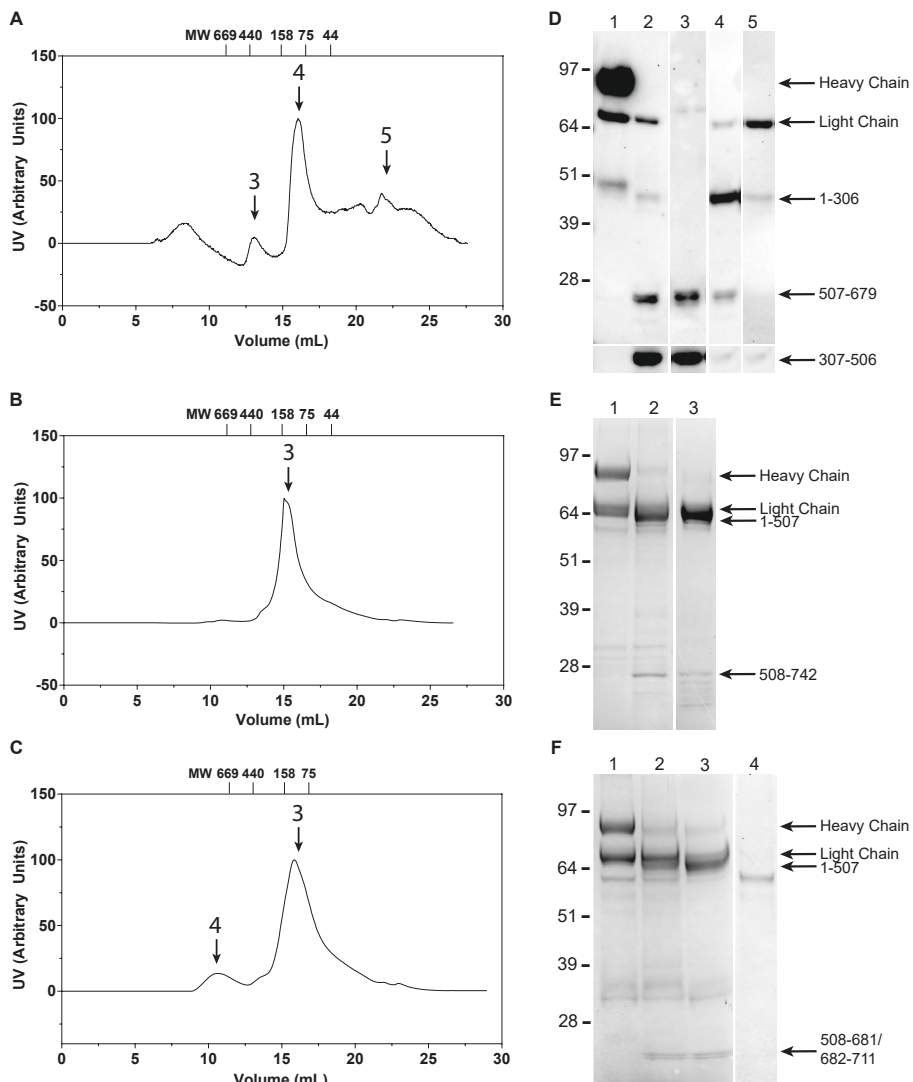 A
MW 669 440 158 75 44
150
100
50
0
-50
UV (Arbitrary Units)
3
4
5
0 5 10 15 20 25 30
Volume (mL)
B
MW 669 440 158 75 44
150
100
50
0
-50
UV (Arbitrary Units)
3
0 5 10 15 20 25 30
Volume (mL)
C
MW 669 440 158 75
150
100
50
0
UV (Arbitrary Units)
4
3
0 5 10 15 20 25 30
Volume (mL)
D
1 2 3 4 5
97
64
51
39
28
Heavy Chain
Light Chain
1-306
507-679
307-506
E
1 2 3
97
64
51
39
28
Heavy Chain
Light Chain
1-507
508-742
F
1 2 3 4
97
64
51
39
28
Heavy Chain
Light Chain
1-507
508-681/
682-711